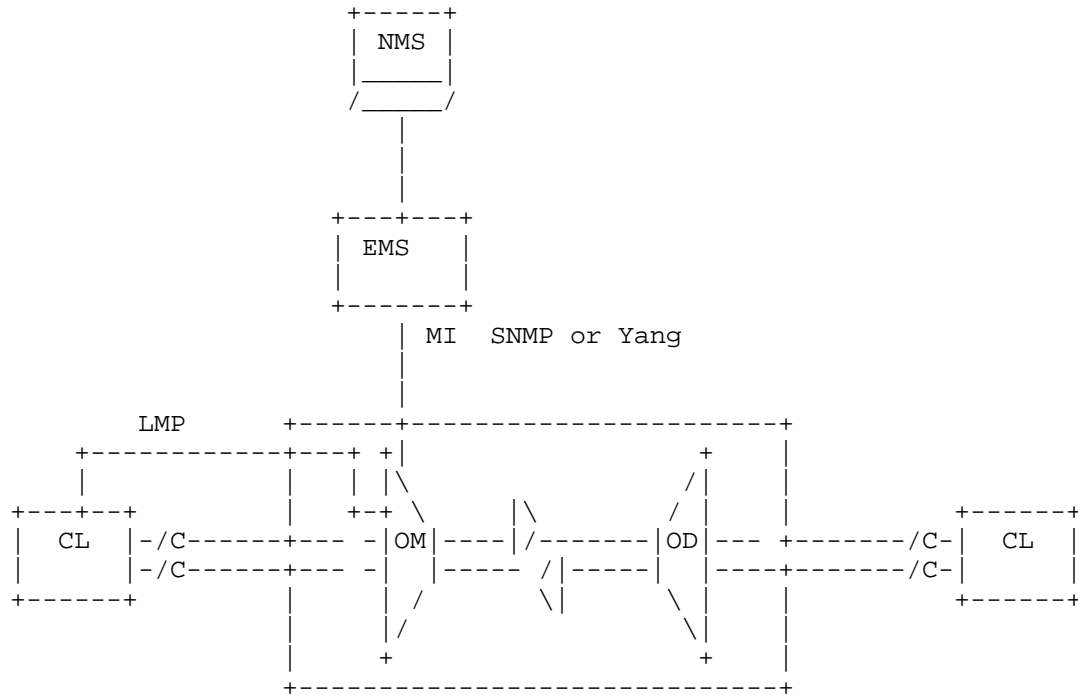 NMS
EMS
MI SNMP or Yang
LMP
CL -/C -/C OM OD /C- /C- CL